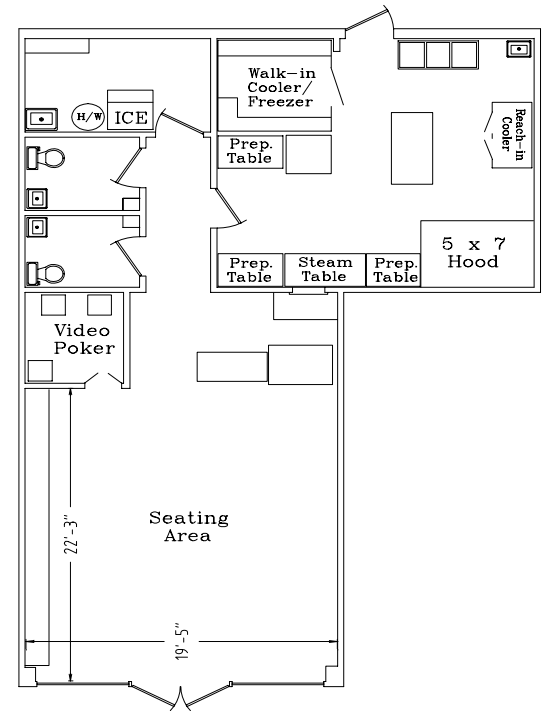 Walk-in
Cooler/
Freezer
H/W
ICE
Reach-in
Cooler
Prep.
Table
5 x 7
Hood
Prep.
Table
Steam
Table
Prep.
Table
Video
Poker
Seating
Area
22'-3"
19'-5"